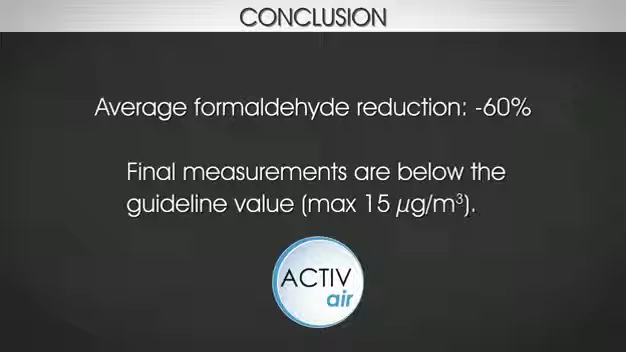 CONCLUSION
Average formaldehyde reduction: -60%
Final measurements are below the
guideline value (max 15 µg/m³).
ACTIV
air